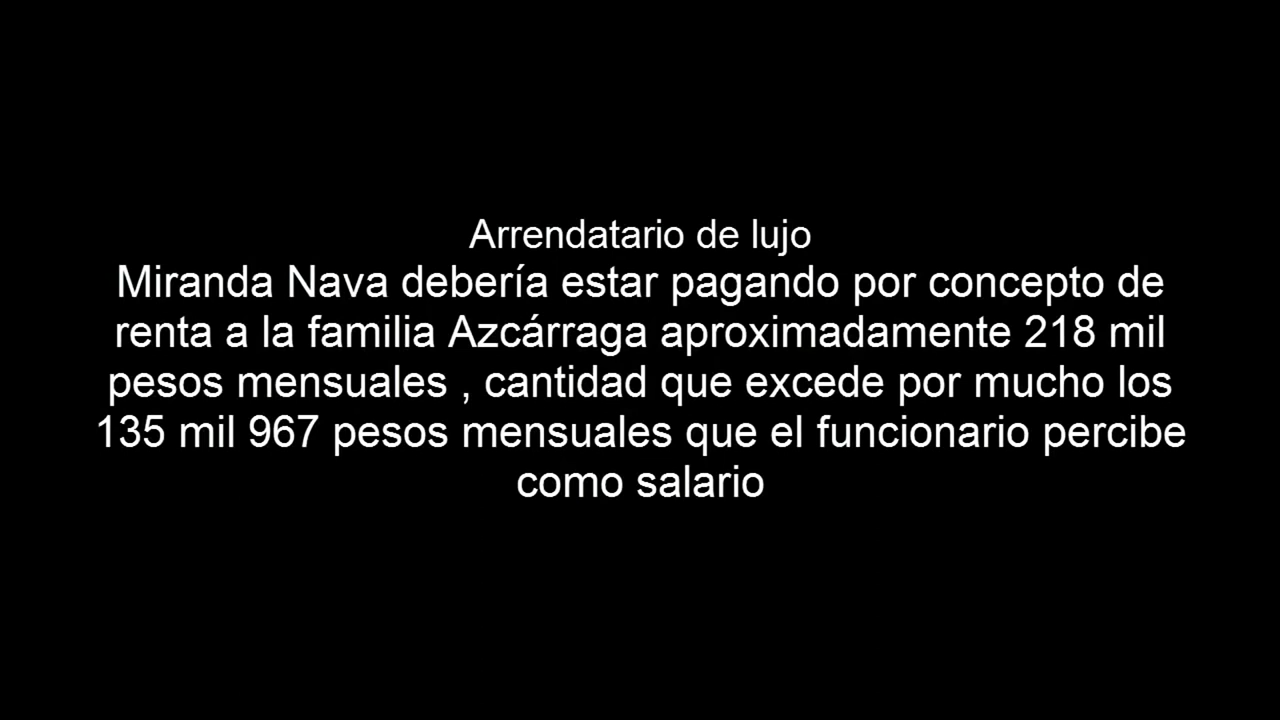 Arrendatario de lujo
Miranda Nava debería estar pagando por concepto de
renta a la familia Azcárraga aproximadamente 218 mil
pesos mensuales , cantidad que excede por mucho los
135 mil 967 pesos mensuales que el funcionario percibe
como salario